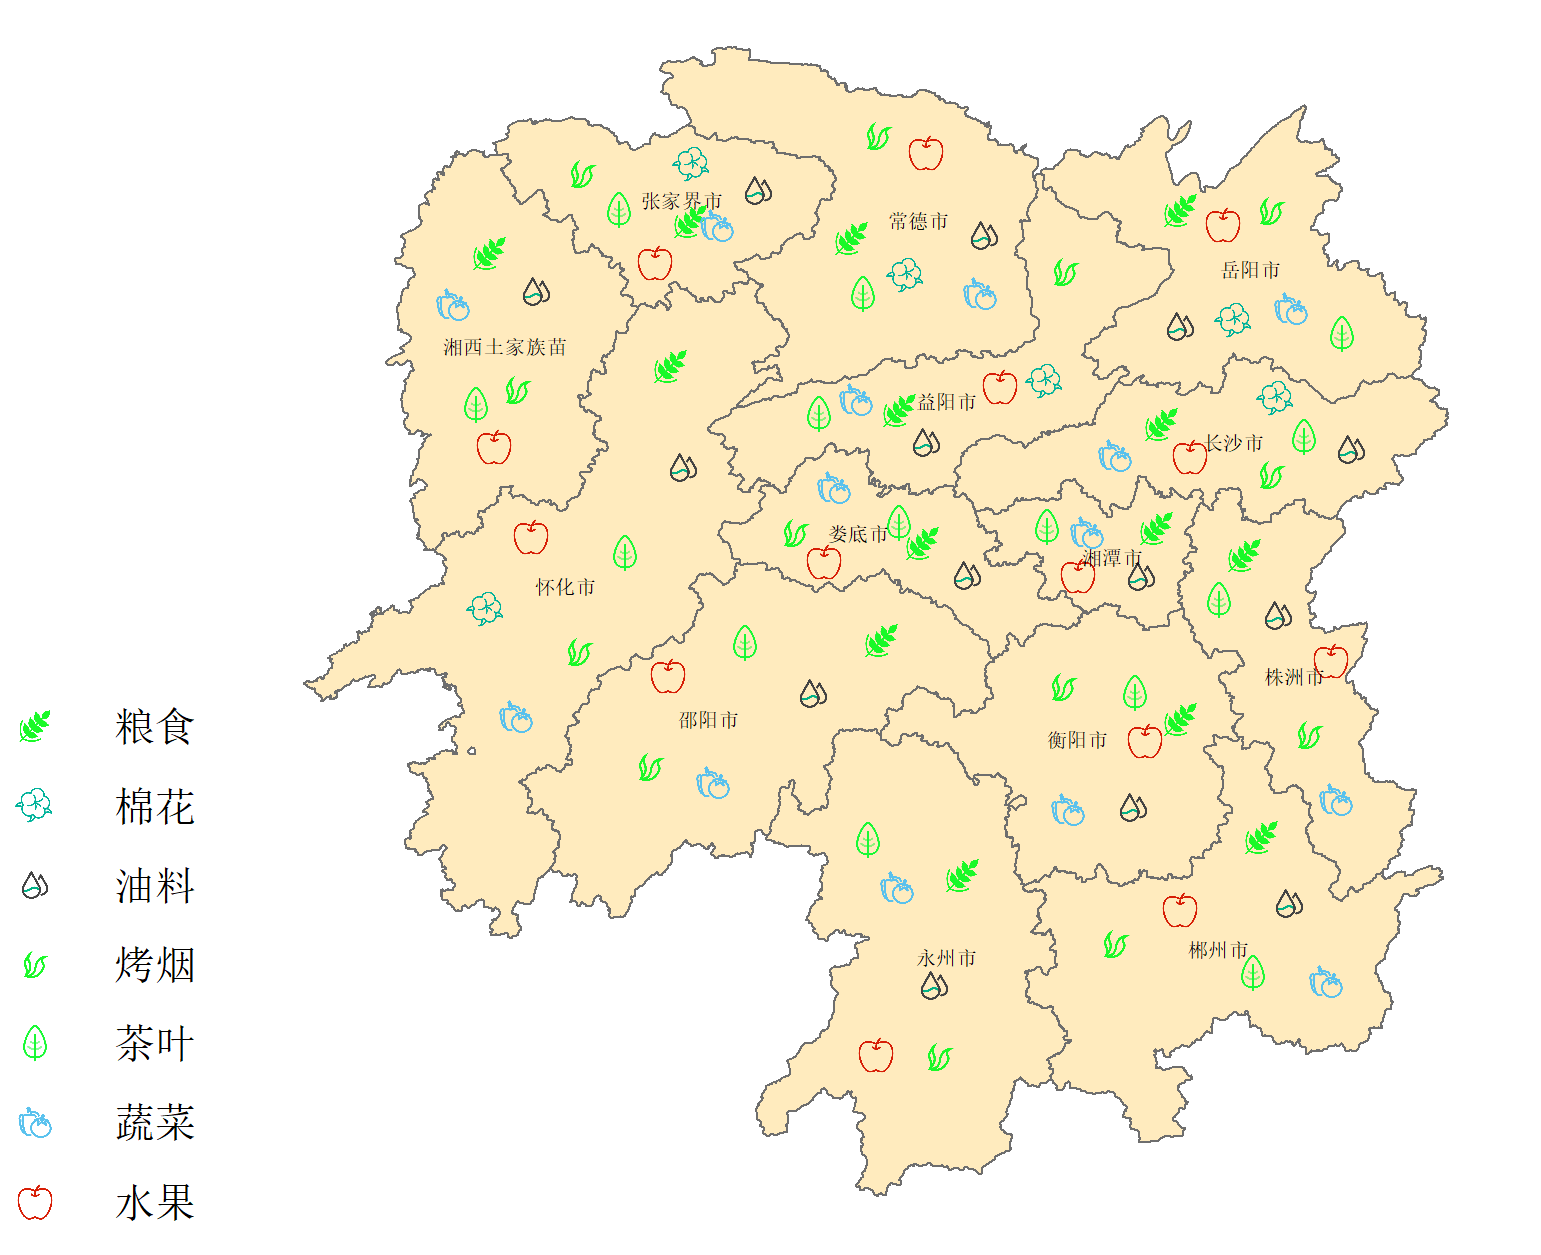 张家界市
常德市
岳阳市
湘西土家族苗
益阳市
长沙市
娄底市
湘潭市
怀化市
株洲市
邵阳市
衡阳市
永州市
郴州市
粮食
棉花
油料
烤烟
茶叶
蔬菜
水果